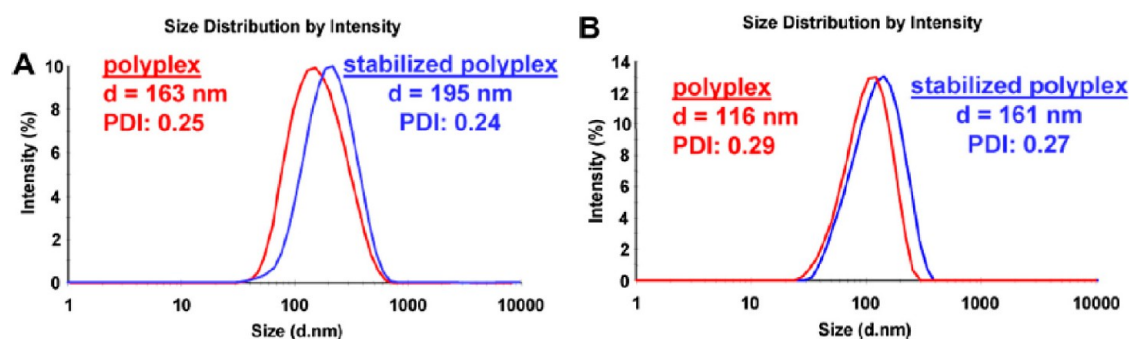 Size Distribution by Intensity
A
polyplex
d = 163 nm
PDI: 0.25
stabilized polyplex
d = 195 nm
PDI: 0.24
Intensity (%)
10
8
6
4
2
0
1 10 100 1000 10000
Size (d.nm)
Size Distribution by Intensity
B
polyplex
d = 116 nm
PDI: 0.29
stabilized polyplex
d = 161 nm
PDI: 0.27
Intensity (%)
14
12
10
8
6
4
2
0
1 10 100 1000 10000
Size (d.nm)